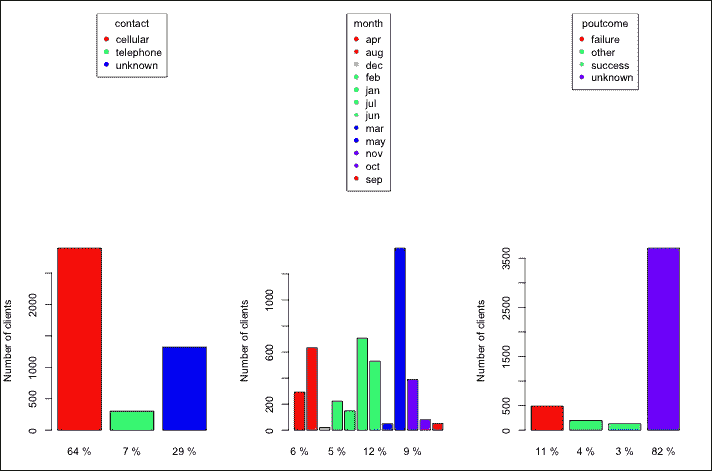 contact
cellular
telephone
unknown
month
apr
aug
dec
feb
jan
jul
jun
mar
may
nov
oct
sep
poutcome
failure
other
success
unknown
Number of clients
0
500
1000
2000
64 %
7 %
29 %
Number of clients
0
200
600
1000
6 %
5 %
12 %
9 %
Number of clients
0
500
1500
2500
3500
11 %
4 %
3 %
82 %